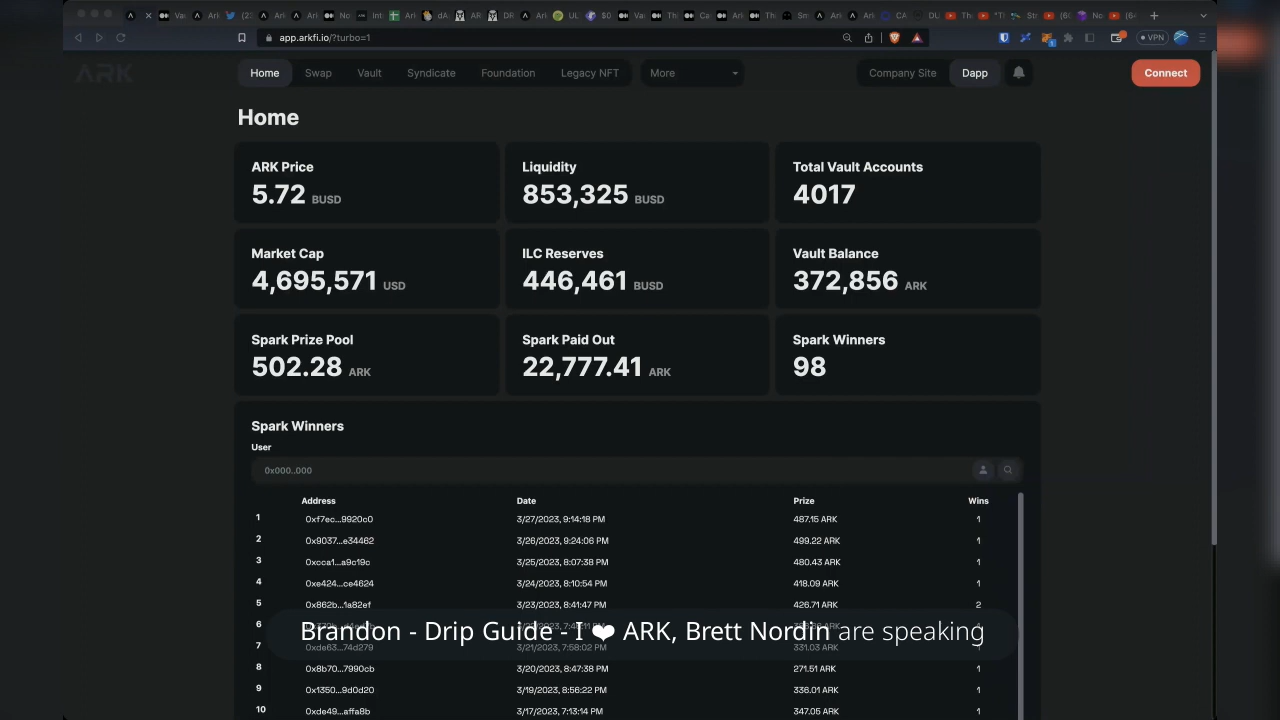 app.arkfi.io/?turbo=1
VPN
ARK
Home Swap Vault Syndicate Foundation Legacy NFT More Company Site Dapp Connect
Home
ARK Price Liquidity Total Vault Accounts
5.72 BUSD 853,325 BUSD 4017
Market Cap ILC Reserves Vault Balance
4,695,571 USD 446,461 BUSD 372,856 ARK
Spark Prize Pool Spark Paid Out Spark Winners
502.28 ARK 22,777.41 ARK 98
Spark Winners
User
0x000..000
Address Date Prize Wins
1 0xf7ec...9920c0 3/27/2023, 9:14:18 PM 487.15 ARK 1
2 0x9037...e34462 3/26/2023, 9:24:06 PM 499.22 ARK 1
3 0xcca1...a9c19c 3/25/2023, 8:07:38 PM 480.43 ARK 1
4 0xe424...ce4624 3/24/2023, 8:10:54 PM 418.09 ARK 1
5 0x862b...1a82ef 3/23/2023, 8:41:47 PM 426.71 ARK 2
6
Brandon - Drip Guide - I ❤ ARK, Brett Nordin are speaking
7 0xde63...74d279 3/21/2023, 7:58:02 PM 331.03 ARK 1
8 0x8b70...7990cb 3/20/2023, 8:47:38 PM 271.51 ARK 1
9 0x1350...9d0d20 3/19/2023, 8:56:22 PM 336.01 ARK 1
10 0xde49...affa8b 3/17/2023, 7:13:14 PM 347.05 ARK 1